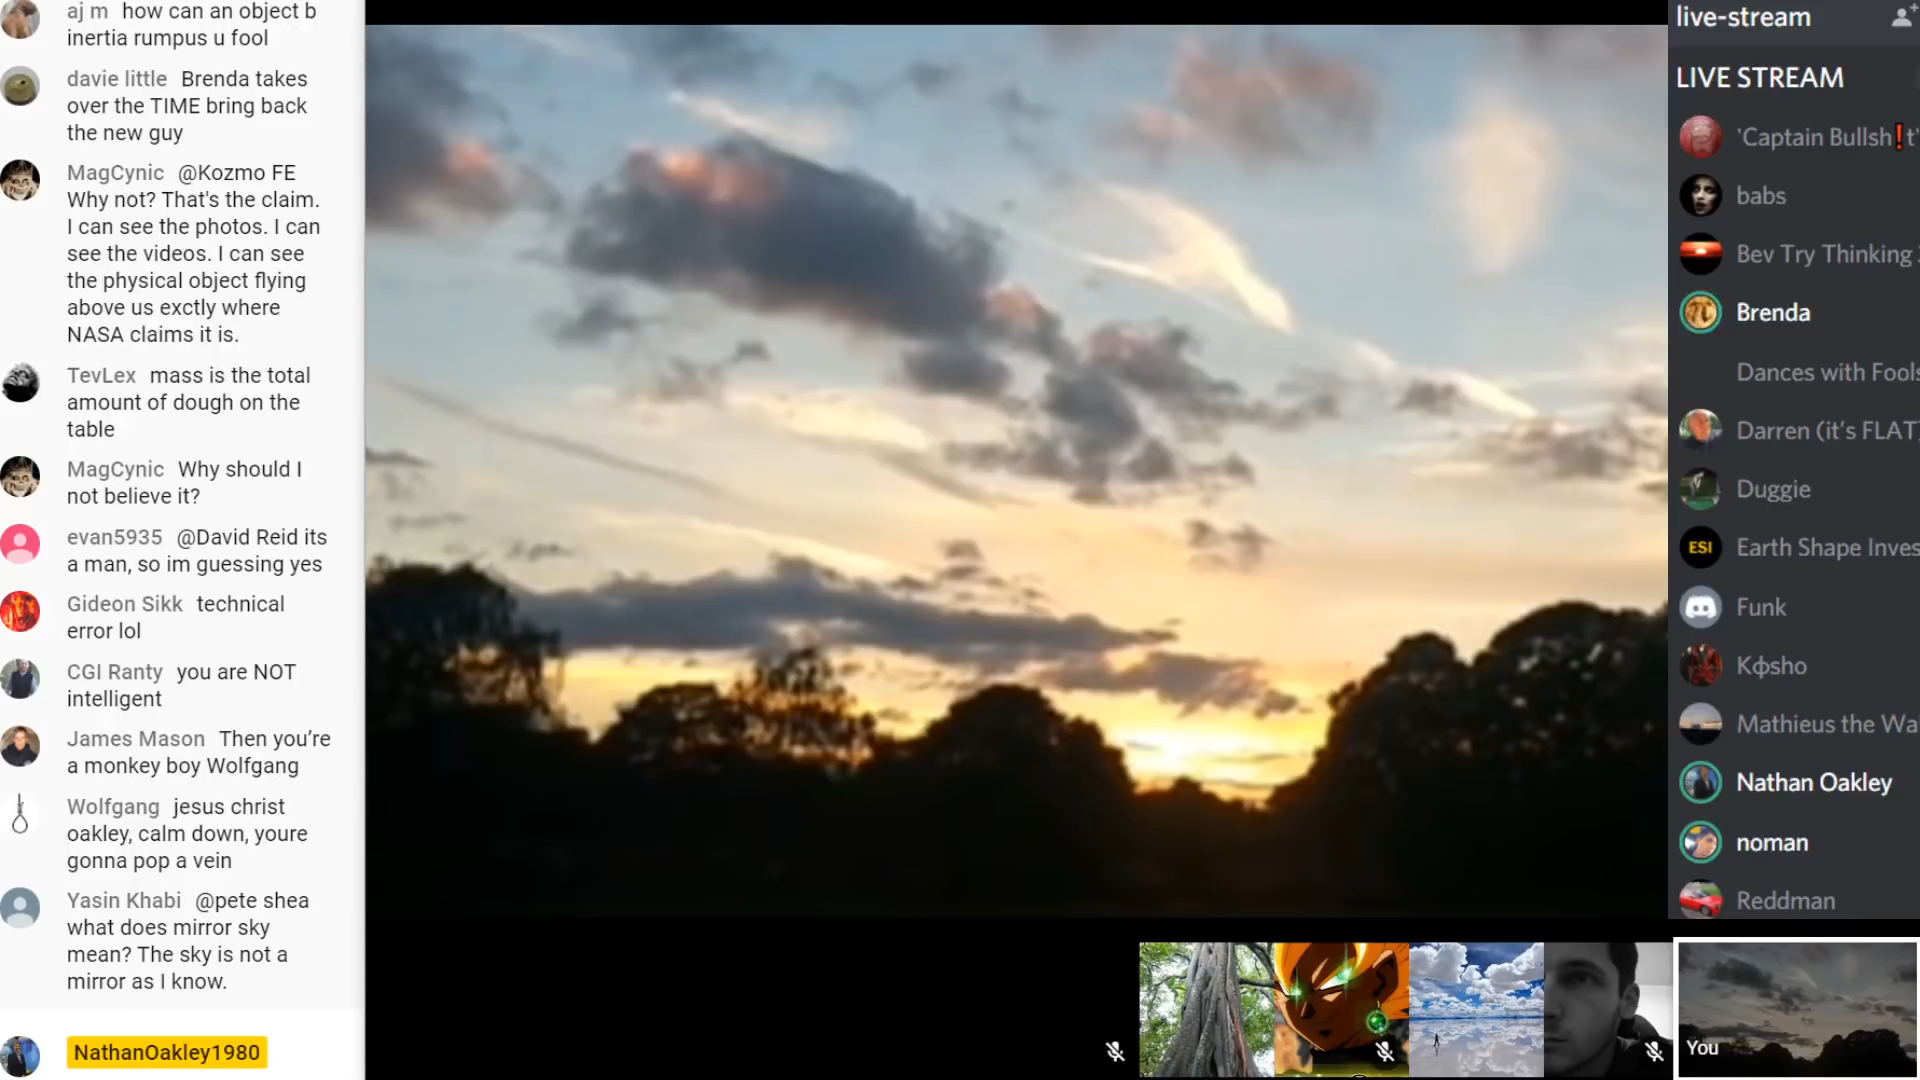 aj m how can an object b
inertia rumpus u fool
davie little Brenda takes
over the TIME bring back
the new guy
MagCynic @Kozmo FE
Why not? That's the claim.
I can see the photos. I can
see the videos. I can see
the physical object flying
above us exctly where
NASA claims it is.
TevLex mass is the total
amount of dough on the
table
MagCynic Why should I
not believe it?
evan5935 @David Reid its
a man, so im guessing yes
Gideon Sikk technical
error lol
CGI Ranty you are NOT
intelligent
James Mason Then you’re
a monkey boy Wolfgang
Wolfgang jesus christ
oakley, calm down, youre
gonna pop a vein
Yasin Khabi @pete shea
what does mirror sky
mean? The sky is not a
mirror as I know.
NathanOakley1980
live-stream
LIVE STREAM
'Captain Bullsh❗t'
babs
Bev Try Thinking
Brenda
Dances with Fools
Darren (it's FLAT)
Duggie
ESI Earth Shape Inves
Funk
Kφsho
Mathieus the Wa
Nathan Oakley
noman
Reddman
You